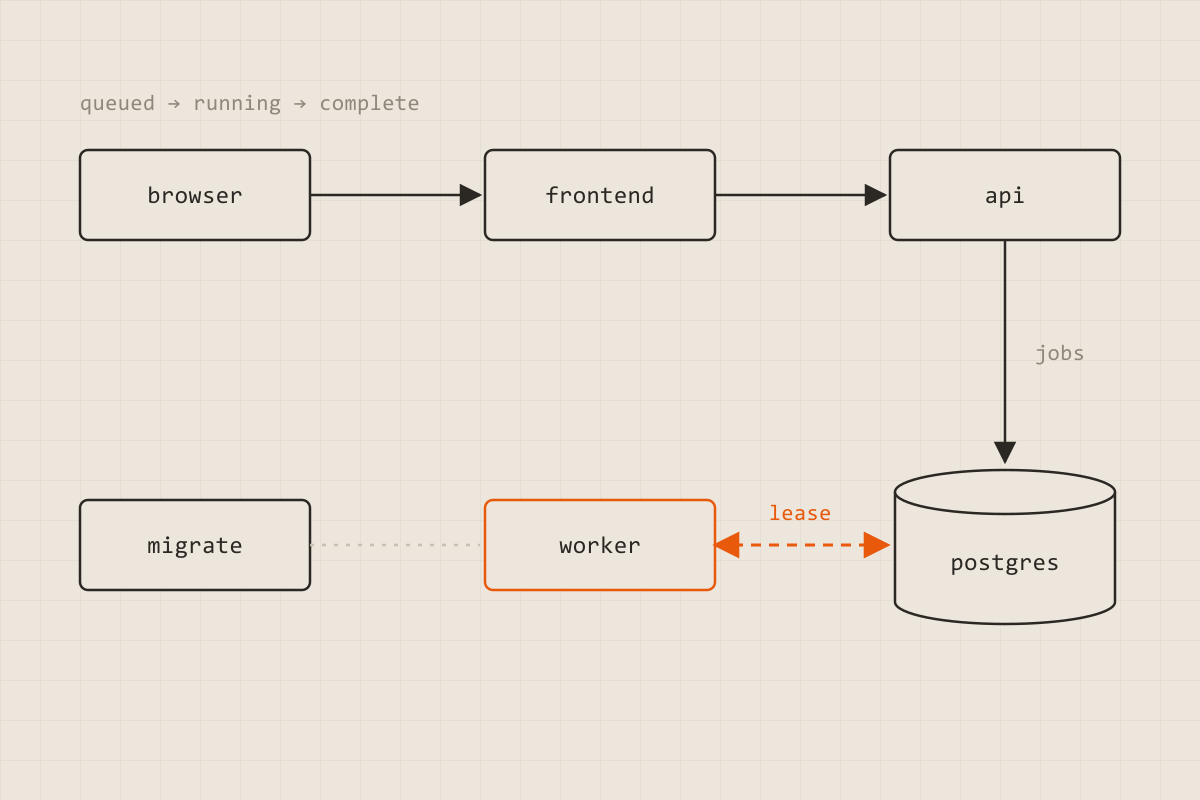 queued → running → complete
browser
frontend
api
jobs
migrate
worker
lease
postgres